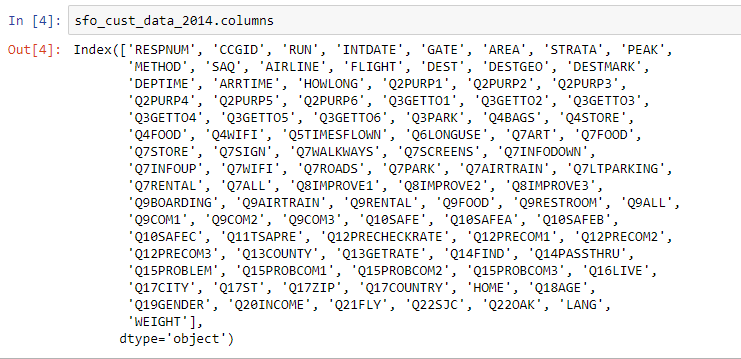 In [4]: sfo_cust_data_2014.columns
Out[4]: Index(['RESPNUM', 'CCGID', 'RUN', 'INTDATE', 'GATE', 'AREA', 'STRATA', 'PEAK',
'METHOD', 'SAQ', 'AIRLINE', 'FLIGHT', 'DEST', 'DESTGEO', 'DESTMARK',
'DEPTIME', 'ARRTIME', 'HOWLONG', 'Q2PURP1', 'Q2PURP2', 'Q2PURP3',
'Q2PURP4', 'Q2PURP5', 'Q2PURP6', 'Q3GETTO1', 'Q3GETTO2', 'Q3GETTO3',
'Q3GETTO4', 'Q3GETTO5', 'Q3GETTO6', 'Q3PARK', 'Q4BAGS', 'Q4STORE',
'Q4FOOD', 'Q4WIFI', 'Q5TIMESFLOWN', 'Q6LONGUSE', 'Q7ART', 'Q7FOOD',
'Q7STORE', 'Q7SIGN', 'Q7WALKWAYS', 'Q7SCREENS', 'Q7INFODOWN',
'Q7INFOUP', 'Q7WIFI', 'Q7ROADS', 'Q7PARK', 'Q7AIRTRAIN', 'Q7LTPARKING',
'Q7RENTAL', 'Q7ALL', 'Q8IMPROVE1', 'Q8IMPROVE2', 'Q8IMPROVE3',
'Q9BOARDING', 'Q9AIRTRAIN', 'Q9RENTAL', 'Q9FOOD', 'Q9RESTROOM', 'Q9ALL',
'Q9COM1', 'Q9COM2', 'Q9COM3', 'Q10SAFE', 'Q10SAFEA', 'Q10SAFEB',
'Q10SAFEC', 'Q11TSAPRE', 'Q12PRECHECKRATE', 'Q12PRECOM1', 'Q12PRECOM2',
'Q12PRECOM3', 'Q13COUNTY', 'Q13GETRATE', 'Q14FIND', 'Q14PASSTHRU',
'Q15PROBLEM', 'Q15PROBCOM1', 'Q15PROBCOM2', 'Q15PROBCOM3', 'Q16LIVE',
'Q17CITY', 'Q17ST', 'Q17ZIP', 'Q17COUNTRY', 'HOME', 'Q18AGE',
'Q19GENDER', 'Q20INCOME', 'Q21FLY', 'Q22SJC', 'Q22OAK', 'LANG',
'WEIGHT'],
dtype='object')